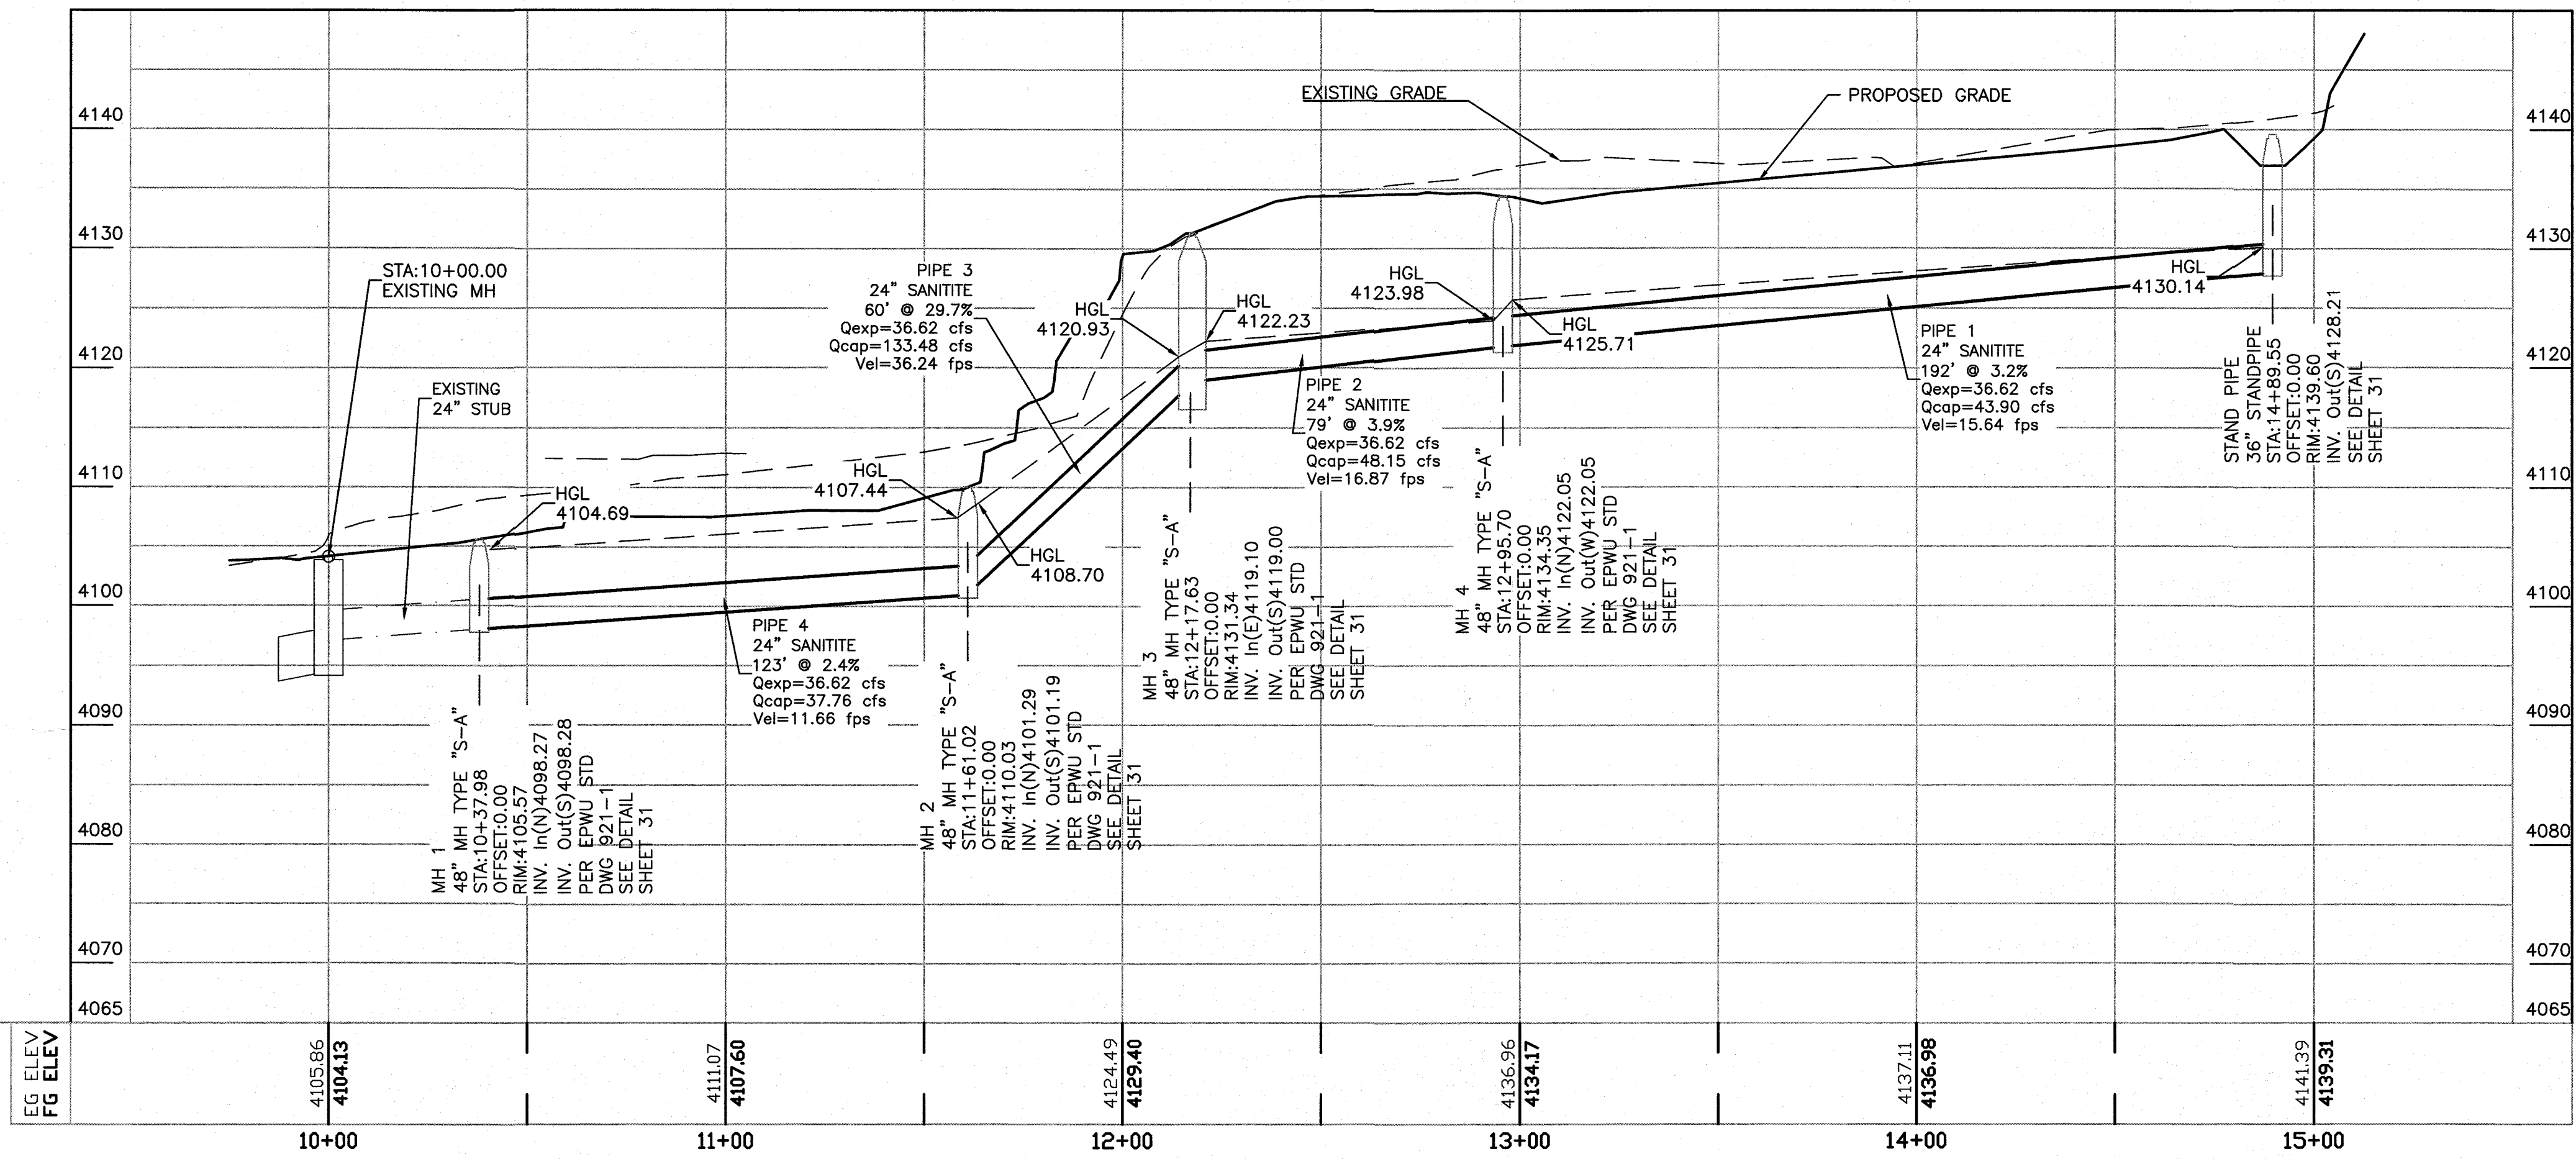 4140
4130
4120
4110
4100
4090
4080
4070
4065
4140
4130
4120
4110
4100
4090
4080
4070
4065
EXISTING GRADE
PROPOSED GRADE
STA:10+00.00
EXISTING MH
EXISTING
24" STUB
HGL
4104.69
HGL
4107.44
HGL
4108.70
HGL
4120.93
HGL
4122.23
HGL
4123.98
HGL
4125.71
HGL
4130.14
PIPE 3
24" SANITITE
60' @ 29.7%
Qexp=36.62 cfs
Qcap=133.48 cfs
Vel=36.24 fps
PIPE 4
24" SANITITE
123' @ 2.4%
Qexp=36.62 cfs
Qcap=37.76 cfs
Vel=11.66 fps
PIPE 2
24" SANITITE
79' @ 3.9%
Qexp=36.62 cfs
Qcap=48.15 cfs
Vel=16.87 fps
PIPE 1
24" SANITITE
192' @ 3.2%
Qexp=36.62 cfs
Qcap=43.90 cfs
Vel=15.64 fps
MH 1
48" MH TYPE "S-A"
STA:10+37.98
OFFSET:0.00
RIM:4105.57
INV. In(N)4098.27
INV. Out(S)4098.28
PER EPWU STD
DWG 921-1
SEE DETAIL
SHEET 31
MH 2
48" MH TYPE "S-A"
STA:11+61.02
OFFSET:0.00
RIM:4110.03
INV. In(N)4101.29
INV. Out(S)4101.19
PER EPWU STD
DWG 921-1
SEE DETAIL
SHEET 31
MH 3
48" MH TYPE "S-A"
STA:12+17.63
OFFSET:0.00
RIM:4131.34
INV. In(E)4119.10
INV. Out(S)4119.00
PER EPWU STD
DWG 921-1
SEE DETAIL
SHEET 31
MH 4
48" MH TYPE "S-A"
STA:12+95.70
OFFSET:0.00
RIM:4134.35
INV. In(N)4122.05
INV. Out(W)4122.05
PER EPWU STD
DWG 921-1
SEE DETAIL
SHEET 31
STAND PIPE
36" STANDPIPE
STA:14+89.55
OFFSET:0.00
RIM:4139.60
INV. Out(S)4128.21
SEE DETAIL
SHEET 31
EG ELEV
FG ELEV
4105.86
4104.13
4111.07
4107.60
4124.49
4129.40
4136.96
4134.17
4137.11
4136.98
4141.39
4139.31
10+00
11+00
12+00
13+00
14+00
15+00